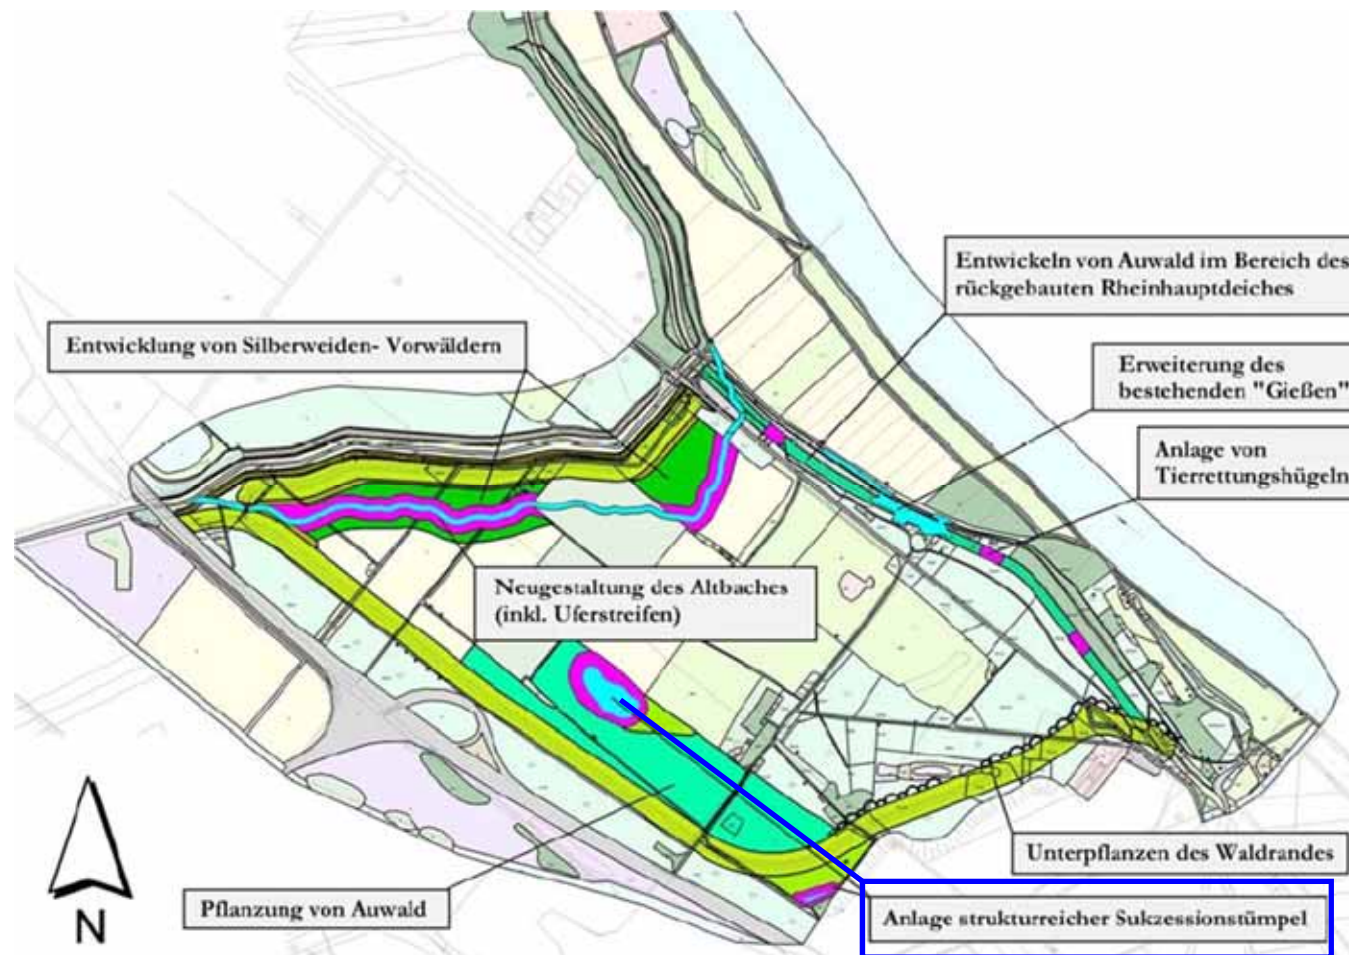 Entwickeln von Auwald im Bereich des
rückgebauten Rheinhauptdeiches
Entwicklung von Silberweiden- Vorwäldern
Erweiterung des
bestehenden "Gießen"
Anlage von
Tierrettungshügeln
Neugestaltung des Altbaches
(inkl. Uferstreifen)
Unterpflanzen des Waldrandes
Pflanzung von Auwald
Anlage strukturreicher Sukzessionstümpel
N